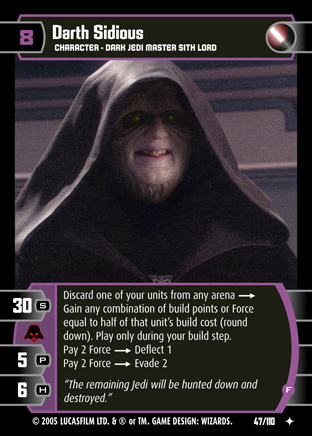 8
Darth Sidious
CHARACTER - DARK JEDI MASTER SITH LORD
30 S
5 P
6 H
Discard one of your units from any arena →
Gain any combination of build points or Force
equal to half of that unit's build cost (round
down). Play only during your build step.
Pay 2 Force → Deflect 1
Pay 2 Force → Evade 2
"The remaining Jedi will be hunted down and
destroyed."
F
© 2005 LUCASFILM LTD. & ® or TM. GAME DESIGN: WIZARDS.
47/110